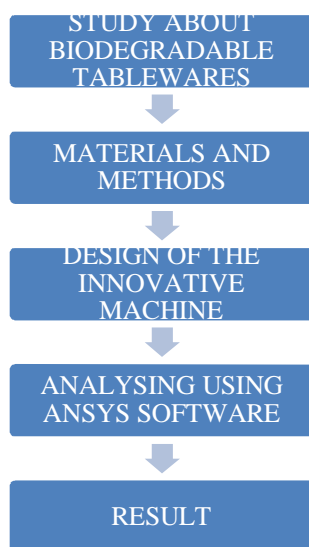 STUDY ABOUT
BIODEGRADABLE
TABLEWARES
MATERIALS AND
METHODS
DESIGN OF THE
INNOVATIVE
MACHINE
ANALYSING USING
ANSYS SOFTWARE
RESULT